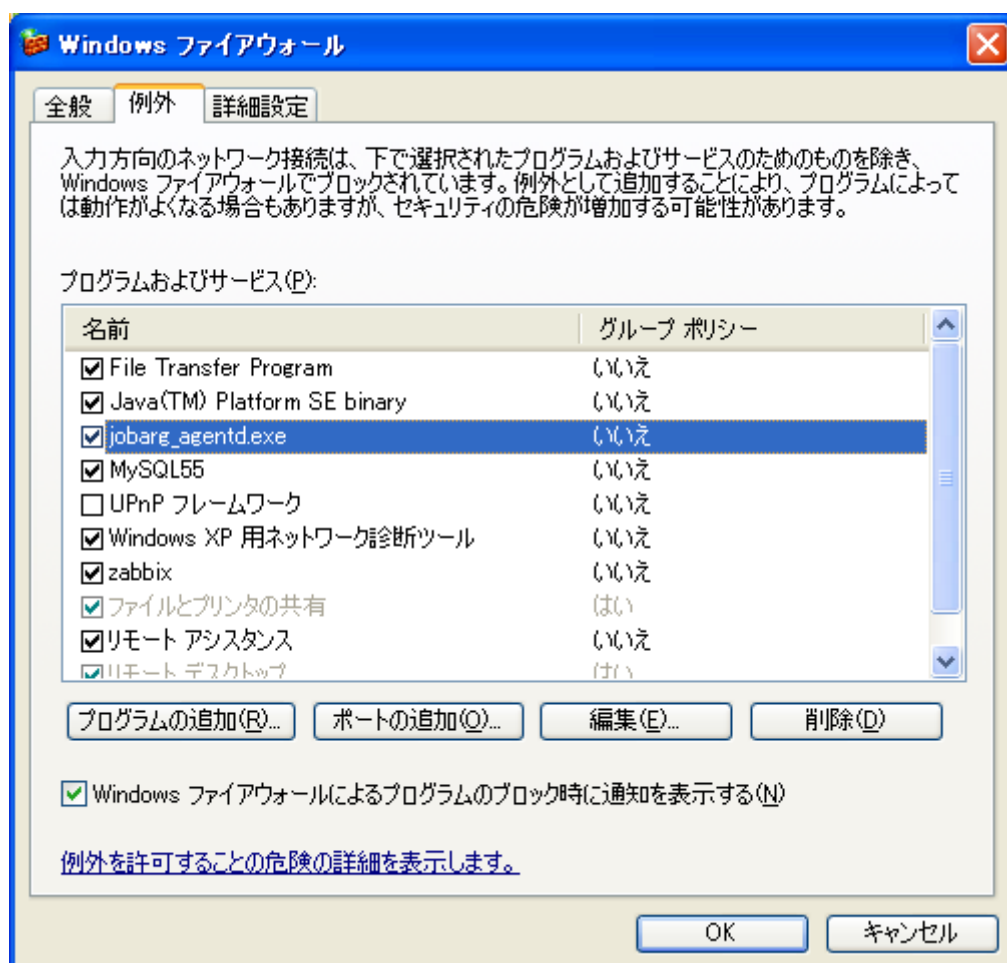 Windows ファイアウォール
全般 例外 詳細設定
入力方向のネットワーク接続は、下で選択されたプログラムおよびサービスのためのものを除き、
Windows ファイアウォールでブロックされています。例外として追加することにより、プログラムによって
は動作がよくなる場合もありますが、セキュリティの危険が増加する可能性があります。
プログラムおよびサービス(P):
名前 グループ ポリシー
File Transfer Program いいえ
Java(TM) Platform SE binary いいえ
jobarg_agentd.exe いいえ
MySQL55 いいえ
UPnP フレームワーク いいえ
Windows XP 用ネットワーク診断ツール いいえ
zabbix いいえ
ファイルとプリンタの共有 はい
リモート アシスタンス いいえ
リモート デスクトップ はい
プログラムの追加(R)... ポートの追加(O)... 編集(E)... 削除(D)
Windows ファイアウォールによるプログラムのブロック時に通知を表示する(N)
例外を許可することの危険の詳細を表示します。
OK キャンセル